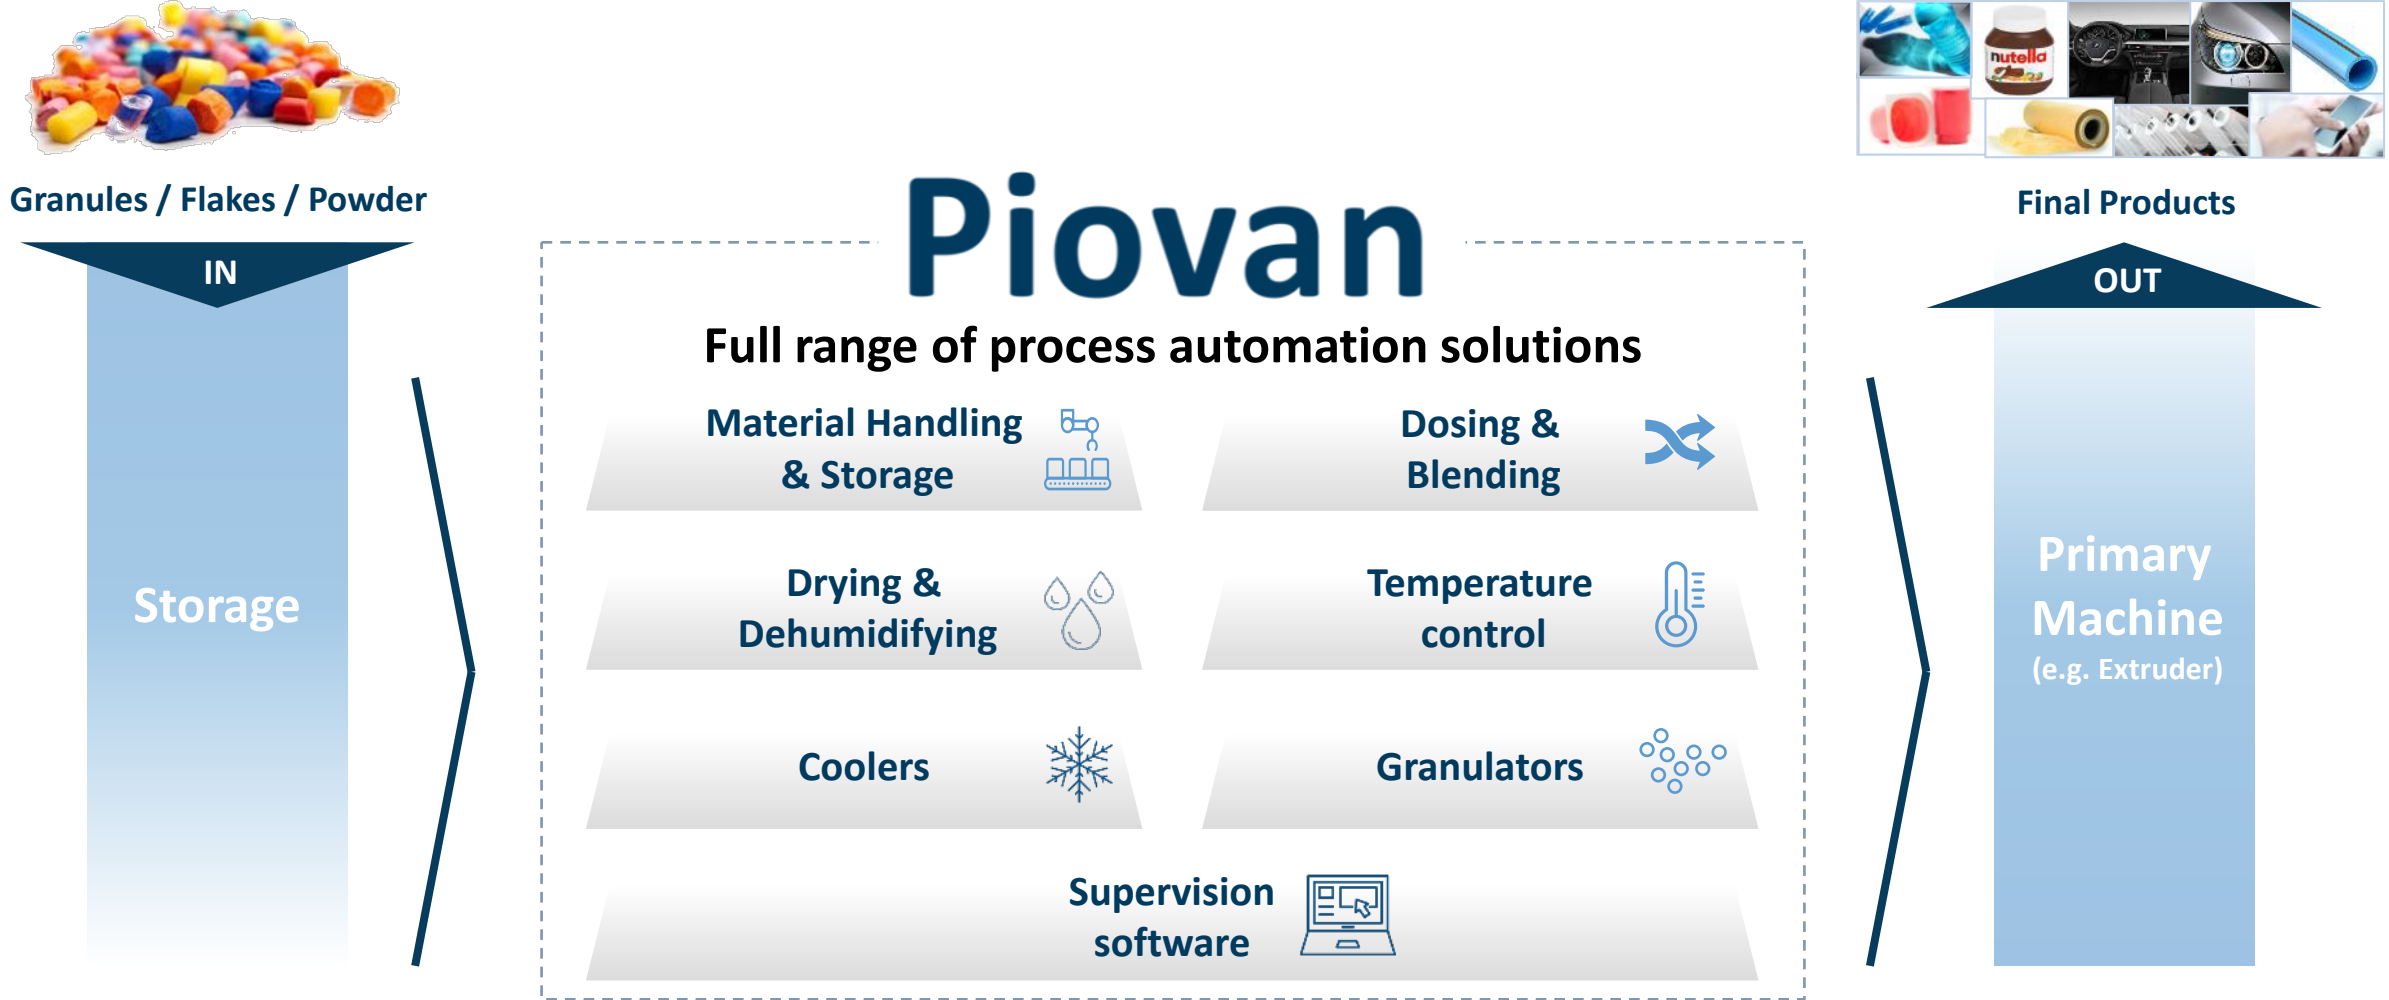 nutella
Granules / Flakes / Powder
IN
Storage
Piovan
Full range of process automation solutions
Material Handling
& Storage
Dosing &
Blending
Drying &
Dehumidifying
Temperature
control
Coolers
Granulators
Supervision
software
Final Products
OUT
Primary
Machine
(e.g. Extruder)